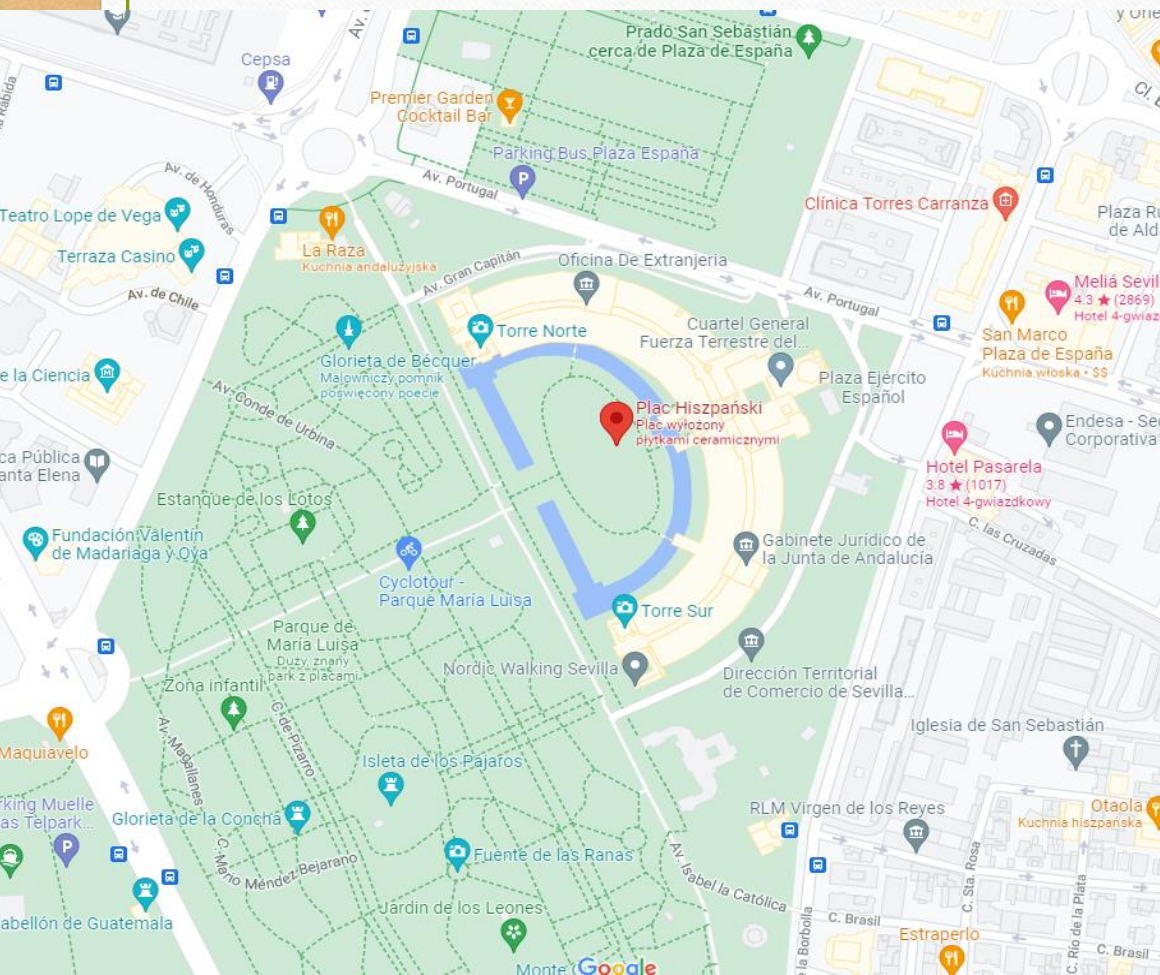 Prado San Sebastián
cerca de Plaza de España
Cepsa
Av.
Premier Garden
Cocktail Bar
Parking Bus Plaza España
Av. Portugal
Av. de Honduras
Teatro Lope de Vega
Terraza Casino
Av. de Chile
La Raza
Kuchnia andaluzyjska
Clínica Torres Carranza
Av. Gran Capitán
Oficina De Extranjeria
Av. Portugal
Meliá Sevil
4.3 ★ (2869)
Hotel 4-gwiaz
San Marco
Plaza de España
Kuchnia włoska • $$
Torre Norte
Cuartel General
Fuerza Terrestre del...
Glorieta de Bécquer
Malowniczy pomnik
poświęcony poecie
e la Ciencia
Plaza Ejército
Español
Av. Conde de Urbina
Plac Hiszpański
Plac wyłożony
płytkami ceramicznymi
Endesa - Sec
Corporativa
ca Pública
anta Elena
Hotel Pasarela
3.8 ★ (1017)
Hotel 4-gwiazdkowy
Estanque de los Lotos
Fundación Valentín
de Madariaga y Oya
C. las Cruzadas
Gabinete Jurídico de
la Junta de Andalucía
Cyclotour -
Parque María Luisa
Torre Sur
Parque de
María Luisa
Duży, znany
park z placami
Nordic Walking Sevilla
Dirección Territorial
de Comercio de Sevilla...
Zona infantil
C. de Pizarro
Av. Magallanes
Maquiavelo
Iglesia de San Sebastián
Isleta de los Pájaros
rking Muelle
as Telpark...
Glorieta de la Concha
RLM Virgen de los Reyes
Otaola
Kuchnia hiszpańska
C. Mario Méndez Bejarano
Fuente de las Ranas
Av. Isabel la Católica
C. Sta. Rosa
C. Río de la Plata
Jardín de los Leones
abellón de Guatemala
la Borbolla
C. Brasil
Estraperlo
C. Brasil
Monte
Google